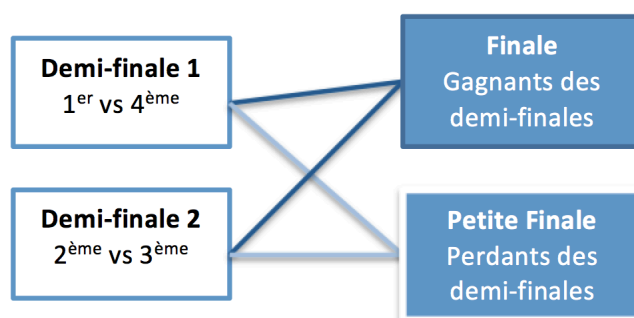 Demi-finale 1
1er vs 4ème
Demi-finale 2
2ème vs 3ème
Finale
Gagnants des
demi-finales
Petite Finale
Perdants des
demi-finales